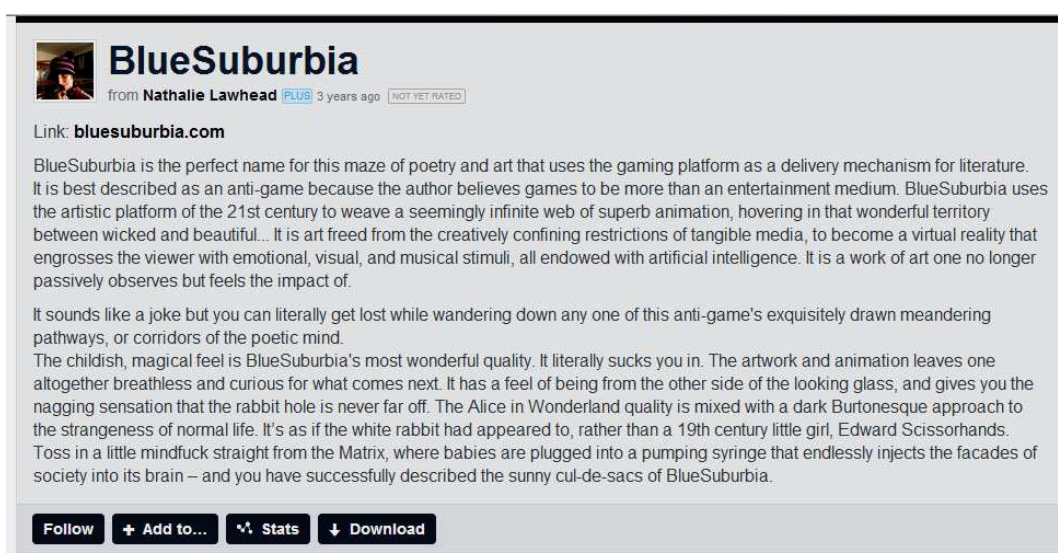 BlueSuburbia
from Nathalie Lawhead PLUS 3 years ago NOT YET RATED
Link: bluesuburbia.com
BlueSuburbia is the perfect name for this maze of poetry and art that uses the gaming platform as a delivery mechanism for literature.
It is best described as an anti-game because the author believes games to be more than an entertainment medium. BlueSuburbia uses
the artistic platform of the 21st century to weave a seemingly infinite web of superb animation, hovering in that wonderful territory
between wicked and beautiful... It is art freed from the creatively confining restrictions of tangible media, to become a virtual reality that
engrosses the viewer with emotional, visual, and musical stimuli, all endowed with artificial intelligence. It is a work of art one no longer
passively observes but feels the impact of.
It sounds like a joke but you can literally get lost while wandering down any one of this anti-game's exquisitely drawn meandering
pathways, or corridors of the poetic mind.
The childish, magical feel is BlueSuburbia's most wonderful quality. It literally sucks you in. The artwork and animation leaves one
altogether breathless and curious for what comes next. It has a feel of being from the other side of the looking glass, and gives you the
nagging sensation that the rabbit hole is never far off. The Alice in Wonderland quality is mixed with a dark Burtonesque approach to
the strangeness of normal life. It's as if the white rabbit had appeared to, rather than a 19th century little girl, Edward Scissorhands.
Toss in a little mindfuck straight from the Matrix, where babies are plugged into a pumping syringe that endlessly injects the facades of
society into its brain – and you have successfully described the sunny cul-de-sacs of BlueSuburbia.
Follow + Add to... Stats Download